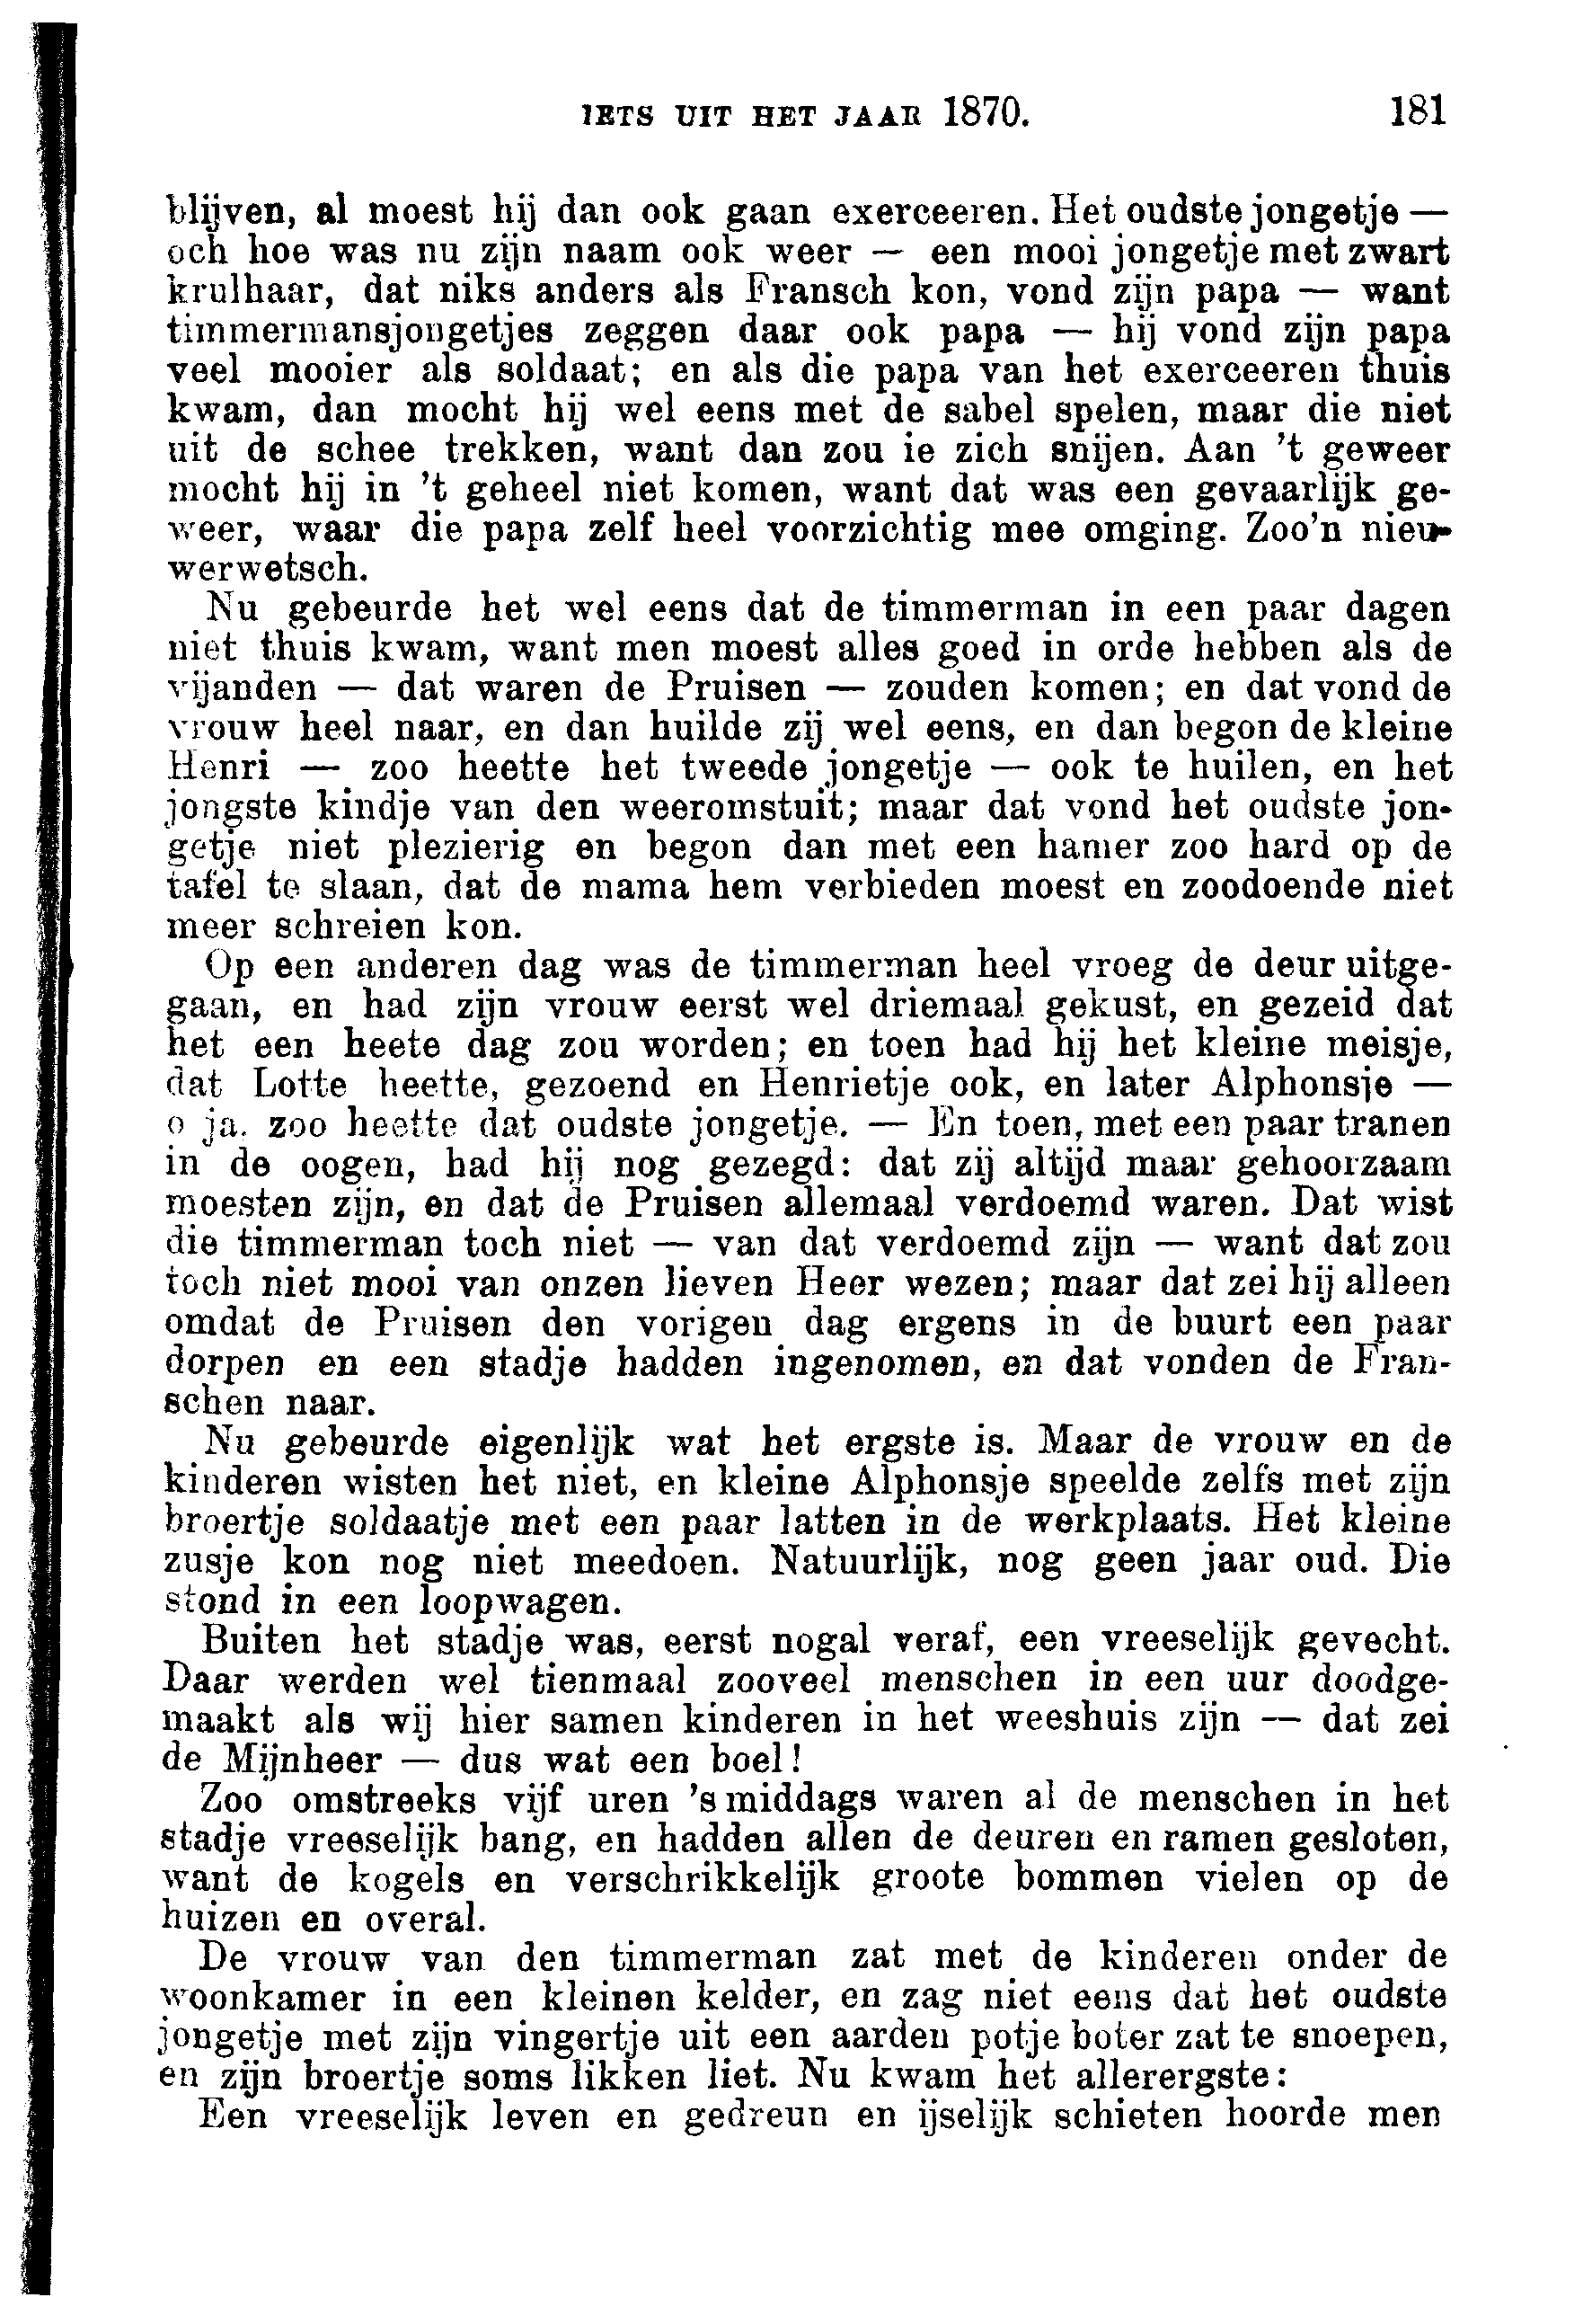 IETS UIT HET JAAR 1870. 181
blijven, al moest hij dan ook gaan exerceeren. Het oudste jongetje —
och hoe was nu zijn naam ook weer — een mooi jongetje met zwart
krulhaar, dat niks anders als Fransch kon, vond zijn papa — want
timmermansjongetjes zeggen daar ook papa — hij vond zijn papa
veel mooier als soldaat; en als die papa van het exerceeren thuis
kwam, dan mocht hij wel eens met de sabel spelen, maar die niet
uit de schee trekken, want dan zou ie zich snijen. Aan 't geweer
mocht hij in 't geheel niet komen, want dat was een gevaarlijk ge-
weer, waar die papa zelf heel voorzichtig mee omging. Zoo'n nieu-
werwetsch.
Nu gebeurde het wel eens dat de timmerman in een paar dagen
niet thuis kwam, want men moest alles goed in orde hebben als de
vijanden — dat waren de Pruisen — zouden komen; en dat vond de
vrouw heel naar, en dan huilde zij wel eens, en dan begon de kleine
Henri — zoo heette het tweede jongetje — ook te huilen, en het
jongste kindje van den weeromstuit; maar dat vond het oudste jon-
getje niet plezierig en begon dan met een hamer zoo hard op de
tafel te slaan, dat de mama hem verbieden moest en zoodoende niet
meer schreien kon.
Op een anderen dag was de timmerman heel vroeg de deur uitge-
gaan, en had zijn vrouw eerst wel driemaal gekust, en gezeid dat
het een heete dag zou worden; en toen had hij het kleine meisje,
dat Lotte heette, gezoend en Henrietje ook, en later Alphonsje —
o ja. zoo heette dat oudste jongetje. — En toen, met een paar tranen
in de oogen, had hij nog gezegd: dat zij altijd maar gehoorzaam
moesten zijn, en dat de Pruisen allemaal verdoemd waren. Dat wist
die timmerman toch niet — van dat verdoemd zijn — want dat zou
toch niet mooi van onzen lieven Heer wezen; maar dat zei hij alleen
omdat de Pruisen den vorigen dag ergens in de buurt een paar
dorpen en een stadje hadden ingenomen, en dat vonden de Fran-
schen naar.
Nu gebeurde eigenlijk wat het ergste is. Maar de vrouw en de
kinderen wisten het niet, en kleine Alphonsje speelde zelfs met zijn
broertje soldaatje met een paar latten in de werkplaats. Het kleine
zusje kon nog niet meedoen. Natuurlijk, nog geen jaar oud. Die
stond in een loopwagen.
Buiten het stadje was, eerst nogal veraf, een vreeselijk gevecht.
Daar werden wel tienmaal zooveel menschen in een uur doodge-
maakt als wij hier samen kinderen in het weeshuis zijn — dat zei
de Mijnheer — dus wat een boel!
Zoo omstreeks vijf uren 's middags waren al de menschen in het
stadje vreeselijk bang, en hadden allen de deuren en ramen gesloten,
want de kogels en verschrikkelijk groote bommen vielen op de
huizen en overal.
De vrouw van den timmerman zat met de kinderen onder de
woonkamer in een kleinen kelder, en zag niet eens dat het oudste
jongetje met zijn vingertje uit een aarden potje boter zat te snoepen,
en zijn broertje soms likken liet. Nu kwam het allerergste:
Een vreeselijk leven en gedreun en ijselijk schieten hoorde men